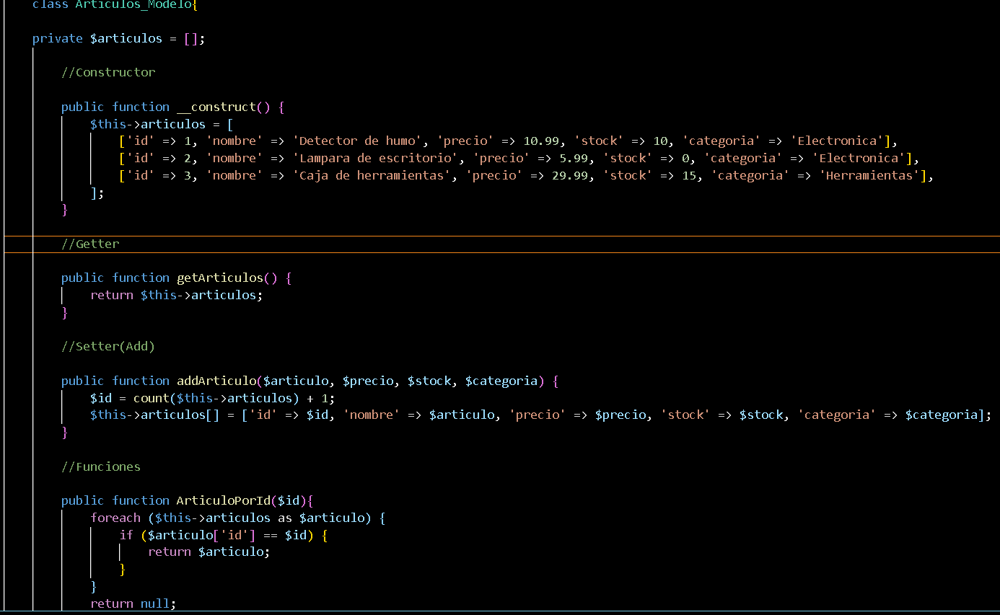 class Articulos_Modelo{
private $articulos = [];
//Constructor
public function __construct() {
$this->articulos = [
['id' => 1, 'nombre' => 'Detector de humo', 'precio' => 10.99, 'stock' => 10, 'categoria' => 'Electronica'],
['id' => 2, 'nombre' => 'Lampara de escritorio', 'precio' => 5.99, 'stock' => 0, 'categoria' => 'Electronica'],
['id' => 3, 'nombre' => 'Caja de herramientas', 'precio' => 29.99, 'stock' => 15, 'categoria' => 'Herramientas'],
];
}
//Getter
public function getArticulos() {
return $this->articulos;
}
//Setter(Add)
public function addArticulo($articulo, $precio, $stock, $categoria) {
$id = count($this->articulos) + 1;
$this->articulos[] = ['id' => $id, 'nombre' => $articulo, 'precio' => $precio, 'stock' => $stock, 'categoria' => $categoria];
}
//Funciones
public function ArticuloPorId($id){
foreach ($this->articulos as $articulo) {
if ($articulo['id'] == $id) {
return $articulo;
}
}
return null;